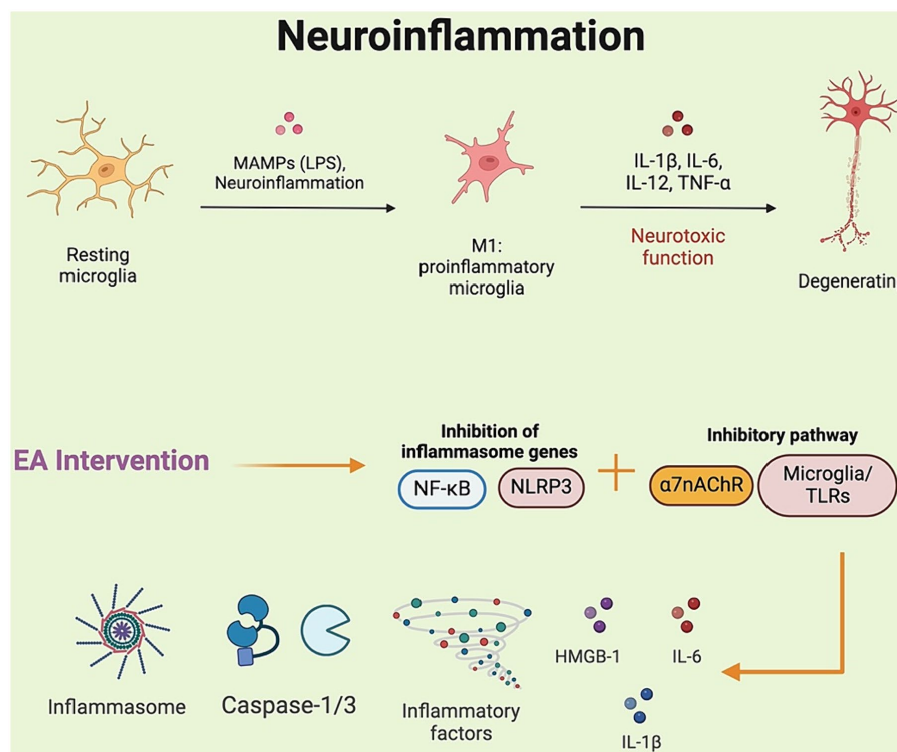 Neuroinflammation
MAMPs (LPS),
Neuroinflammation
IL-1β, IL-6,
IL-12, TNF-α
Neurotoxic
function
Resting
microglia
M1:
proinflammatory
microglia
Degeneratin
EA Intervention
Inhibition of
inflammasome genes
NF-κB
NLRP3
+
Inhibitory pathway
α7nAChR
Microglia/
TLRs
Inflammasome
Caspase-1/3
Inflammatory
factors
HMGB-1
IL-6
IL-1β